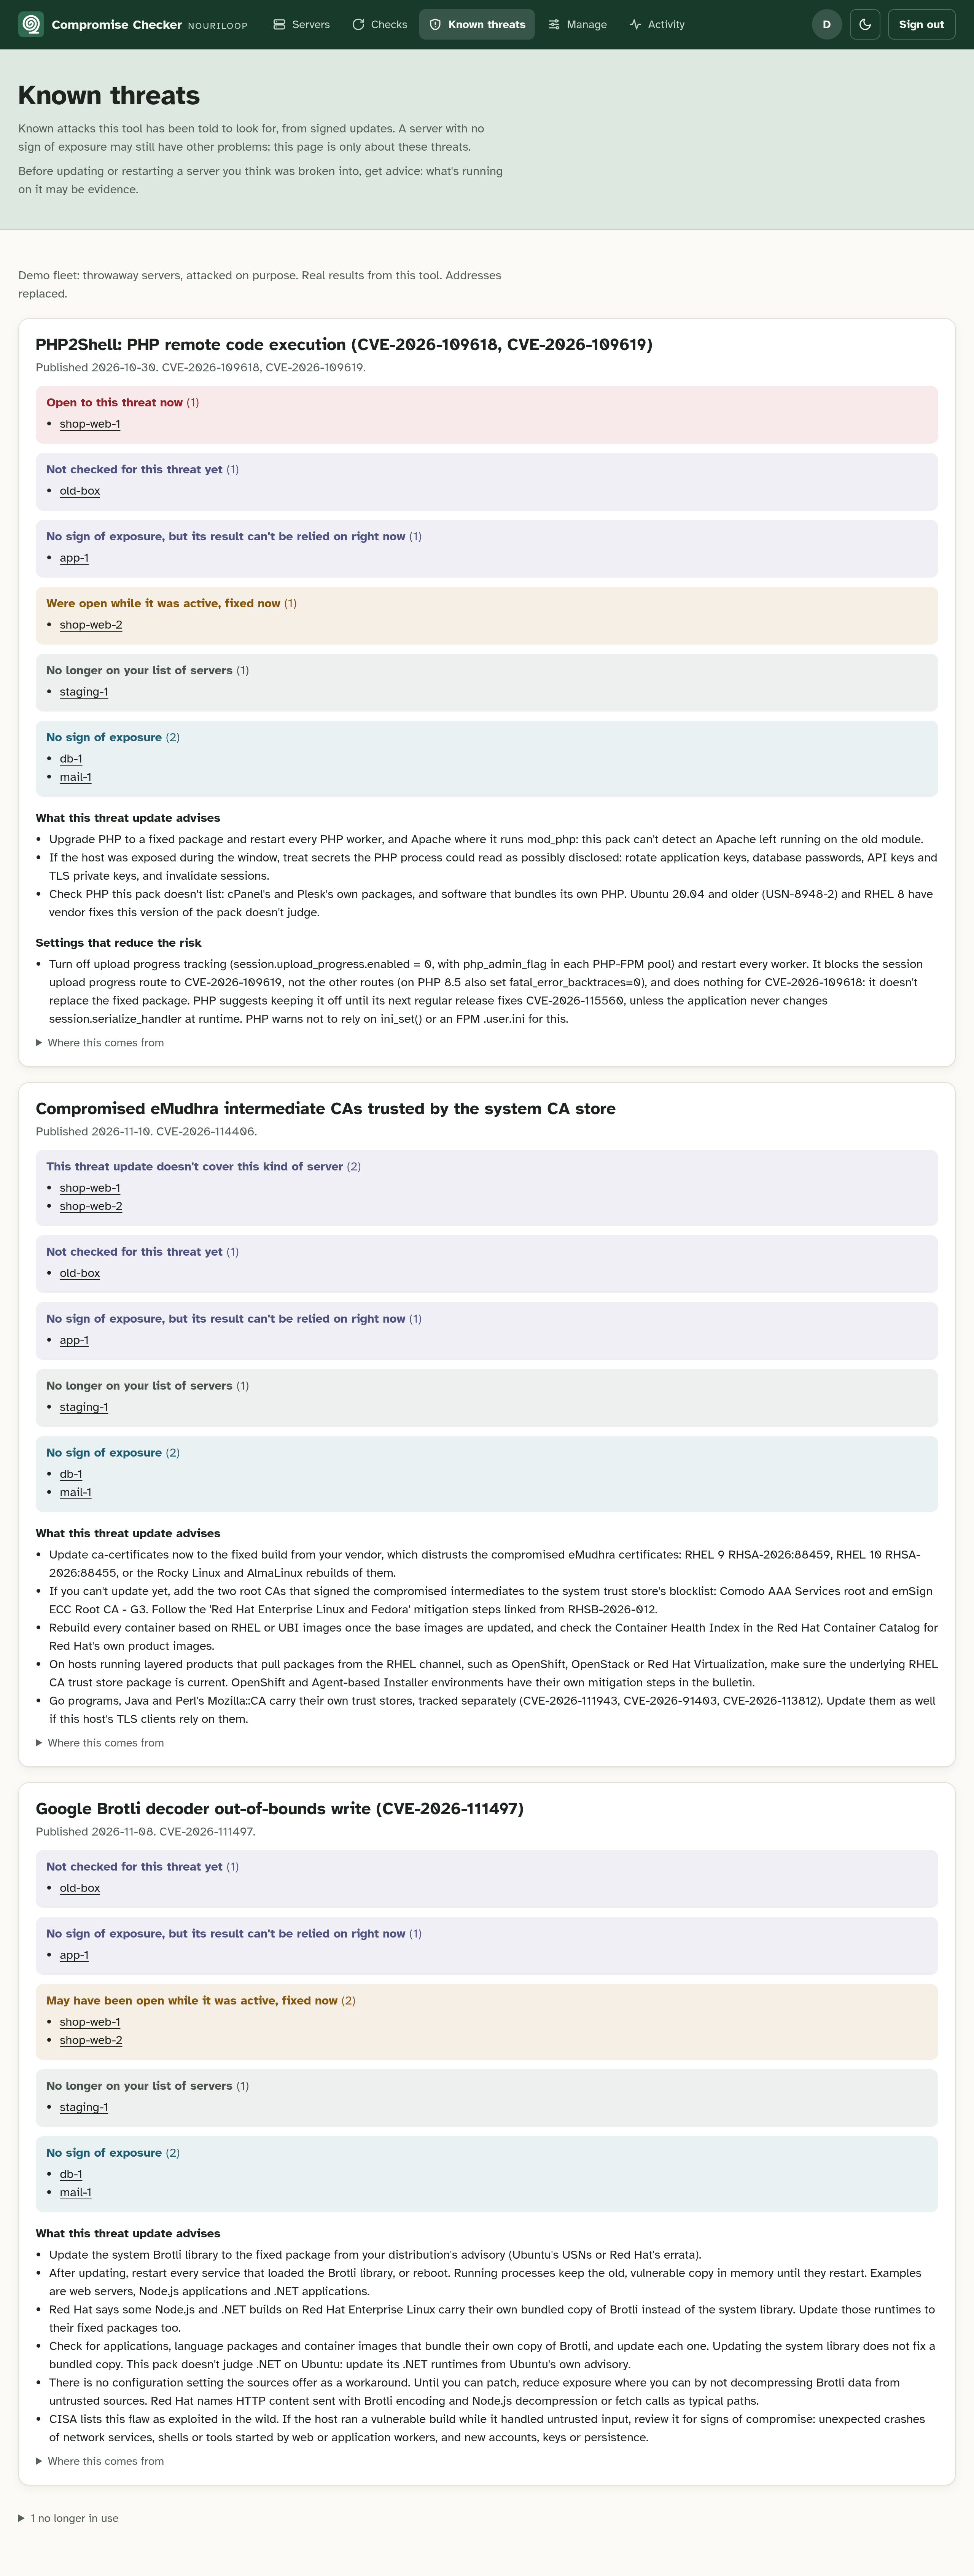 Compromise Checker NOURILOOP
Servers
Checks
Known threats
Manage
Activity
D
Sign out
Known threats
Known attacks this tool has been told to look for, from signed updates. A server with no
sign of exposure may still have other problems: this page is only about these threats.
Before updating or restarting a server you think was broken into, get advice: what's running
on it may be evidence.
Demo fleet: throwaway servers, attacked on purpose. Real results from this tool. Addresses
replaced.
PHP2Shell: PHP remote code execution (CVE-2026-109618, CVE-2026-109619)
Published 2026-10-30. CVE-2026-109618, CVE-2026-109619.
Open to this threat now (1)
• shop-web-1
Not checked for this threat yet (1)
• old-box
No sign of exposure, but its result can't be relied on right now (1)
• app-1
Were open while it was active, fixed now (1)
• shop-web-2
No longer on your list of servers (1)
• staging-1
No sign of exposure (2)
• db-1
• mail-1
What this threat update advises
• Upgrade PHP to a fixed package and restart every PHP worker, and Apache where it runs mod_php: this pack can't detect an Apache left running on the old module.
• If the host was exposed during the window, treat secrets the PHP process could read as possibly disclosed: rotate application keys, database passwords, API keys and
TLS private keys, and invalidate sessions.
• Check PHP this pack doesn't list: cPanel's and Plesk's own packages, and software that bundles its own PHP. Ubuntu 20.04 and older (USN-8948-2) and RHEL 8 have
vendor fixes this version of the pack doesn't judge.
Settings that reduce the risk
• Turn off upload progress tracking (session.upload_progress.enabled = 0, with php_admin_flag in each PHP-FPM pool) and restart every worker. It blocks the session
upload progress route to CVE-2026-109619, not the other routes (on PHP 8.5 also set fatal_error_backtraces=0), and does nothing for CVE-2026-109618: it doesn't
replace the fixed package. PHP suggests keeping it off until its next regular release fixes CVE-2026-115560, unless the application never changes
session.serialize_handler at runtime. PHP warns not to rely on ini_set() or an FPM .user.ini for this.
Where this comes from
Compromised eMudhra intermediate CAs trusted by the system CA store
Published 2026-11-10. CVE-2026-114406.
This threat update doesn't cover this kind of server (2)
• shop-web-1
• shop-web-2
Not checked for this threat yet (1)
• old-box
No sign of exposure, but its result can't be relied on right now (1)
• app-1
No longer on your list of servers (1)
• staging-1
No sign of exposure (2)
• db-1
• mail-1
What this threat update advises
• Update ca-certificates now to the fixed build from your vendor, which distrusts the compromised eMudhra certificates: RHEL 9 RHSA-2026:88459, RHEL 10 RHSA-
2026:88455, or the Rocky Linux and AlmaLinux rebuilds of them.
• If you can't update yet, add the two root CAs that signed the compromised intermediates to the system trust store's blocklist: Comodo AAA Services root and emSign
ECC Root CA - G3. Follow the 'Red Hat Enterprise Linux and Fedora' mitigation steps linked from RHSB-2026-012.
• Rebuild every container based on RHEL or UBI images once the base images are updated, and check the Container Health Index in the Red Hat Container Catalog for
Red Hat's own product images.
• On hosts running layered products that pull packages from the RHEL channel, such as OpenShift, OpenStack or Red Hat Virtualization, make sure the underlying RHEL
CA trust store package is current. OpenShift and Agent-based Installer environments have their own mitigation steps in the bulletin.
• Go programs, Java and Perl's Mozilla::CA carry their own trust stores, tracked separately (CVE-2026-111943, CVE-2026-91403, CVE-2026-113812). Update them as well
if this host's TLS clients rely on them.
Where this comes from
Google Brotli decoder out-of-bounds write (CVE-2026-111497)
Published 2026-11-08. CVE-2026-111497.
Not checked for this threat yet (1)
• old-box
No sign of exposure, but its result can't be relied on right now (1)
• app-1
May have been open while it was active, fixed now (2)
• shop-web-1
• shop-web-2
No longer on your list of servers (1)
• staging-1
No sign of exposure (2)
• db-1
• mail-1
What this threat update advises
• Update the system Brotli library to the fixed package from your distribution's advisory (Ubuntu's USNs or Red Hat's errata).
• After updating, restart every service that loaded the Brotli library, or reboot. Running processes keep the old, vulnerable copy in memory until they restart. Examples
are web servers, Node.js applications and .NET applications.
• Red Hat says some Node.js and .NET builds on Red Hat Enterprise Linux carry their own bundled copy of Brotli instead of the system library. Update those runtimes to
their fixed packages too.
• Check for applications, language packages and container images that bundle their own copy of Brotli, and update each one. Updating the system library does not fix a
bundled copy. This pack doesn't judge .NET on Ubuntu: update its .NET runtimes from Ubuntu's own advisory.
• There is no configuration setting the sources offer as a workaround. Until you can patch, reduce exposure where you can by not decompressing Brotli data from
untrusted sources. Red Hat names HTTP content sent with Brotli encoding and Node.js decompression or fetch calls as typical paths.
• CISA lists this flaw as exploited in the wild. If the host ran a vulnerable build while it handled untrusted input, review it for signs of compromise: unexpected crashes
of network services, shells or tools started by web or application workers, and new accounts, keys or persistence.
Where this comes from
1 no longer in use